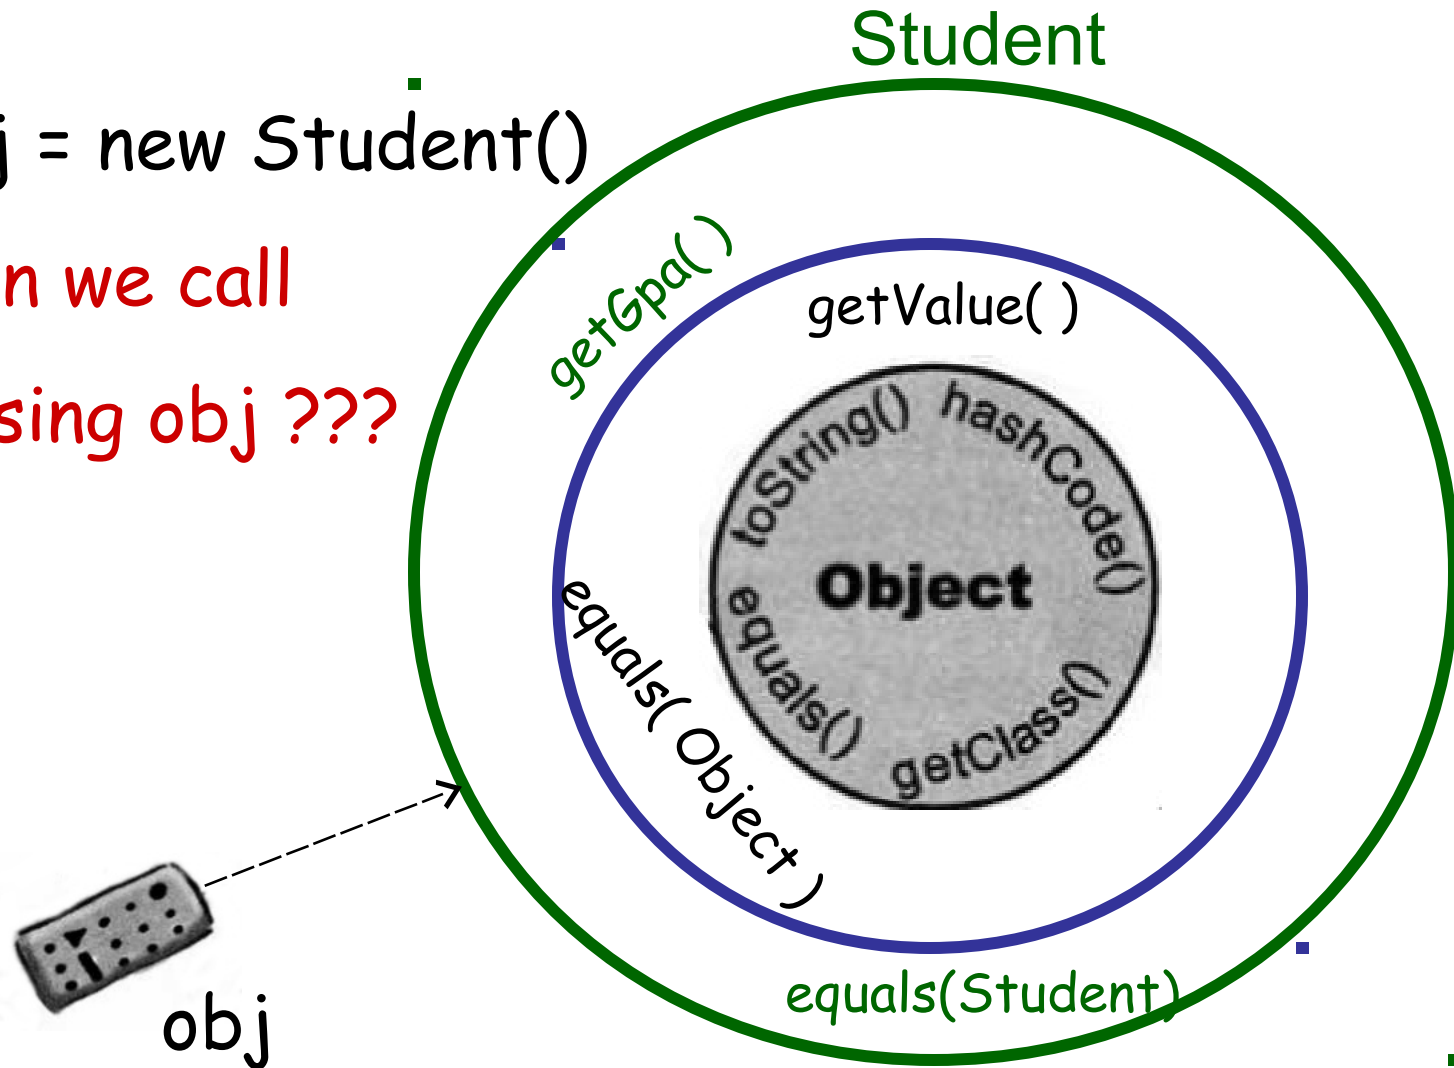 Student
j = new Student()
n we call
sing obj ???
getGpa( )
getValue( )
toString()
hashCode()
Object
equals()
getClass()
equals( Object )
equals(Student)
obj